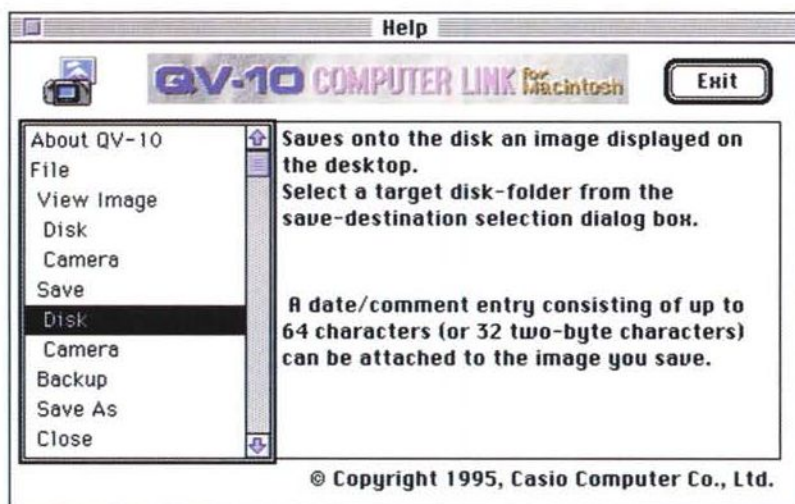 Help
QV-10 COMPUTER LINK for Macintosh
Exit
About QV-10
File
View Image
Disk
Camera
Save
Disk
Camera
Backup
Save As
Close
Saves onto the disk an image displayed on
the desktop.
Select a target disk-folder from the
save-destination selection dialog box.
A date/comment entry consisting of up to
64 characters (or 32 two-byte characters)
can be attached to the image you save.
© Copyright 1995, Casio Computer Co., Ltd.